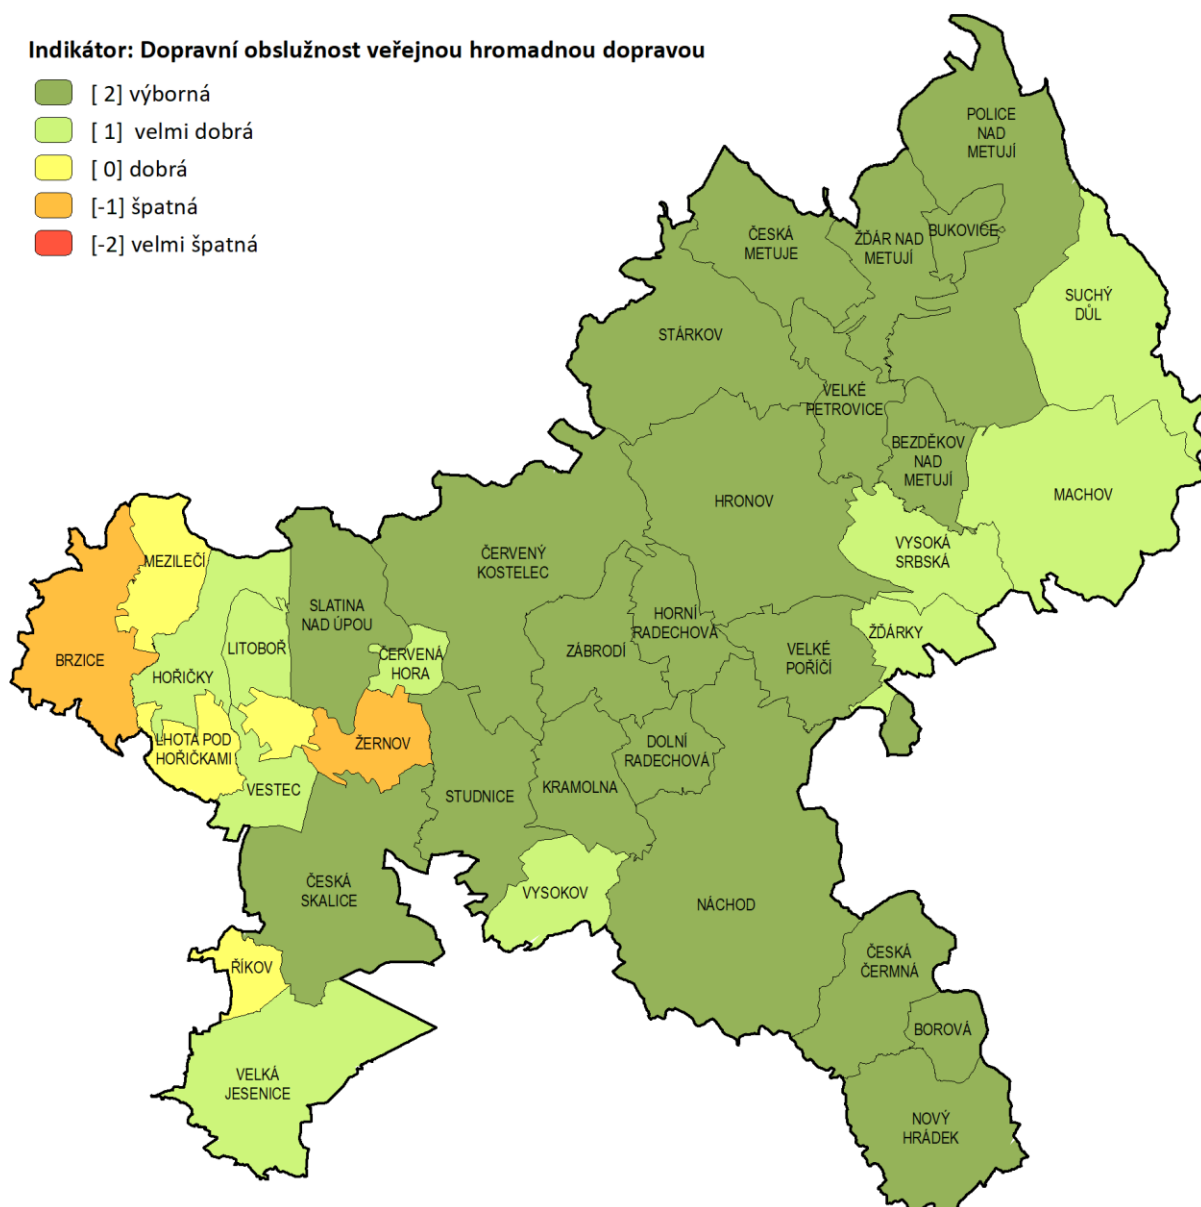 Indikátor: Dopravní obslužnost veřejnou hromadnou dopravou
[ 2] výborná
[ 1] velmi dobrá
[ 0] dobrá
[-1] špatná
[-2] velmi špatná
POLICE
NAD
METUJÍ
BUKOVICE
ČESKÁ
METUJE
ŽĎÁR NAD
METUJÍ
SUCHÝ
DŮL
STÁRKOV
VELKÉ
PETROVICE
BEZDĚKOV
NAD
METUJÍ
MACHOV
HRONOV
VYSOKÁ
SRBSKÁ
ČERVENÝ
KOSTELEC
MEZILEČÍ
SLATINA
NAD ÚPOU
HORNÍ
RADECHOVÁ
ŽĎÁRKY
BRZICE
LITOBOŘ
HOŘIČKY
ČERVENÁ
HORA
ZÁBRODÍ
VELKÉ
POŘÍČÍ
LHOTA POD
HOŘIČKAMI
ŽERNOV
DOLNÍ
RADECHOVÁ
VESTEC
STUDNICE
KRAMOLNA
ČESKÁ
SKALICE
VYSOKOV
NÁCHOD
ŘÍKOV
ČESKÁ
ČERMNÁ
BOROVÁ
VELKÁ
JESENICE
NOVÝ
HRÁDEK